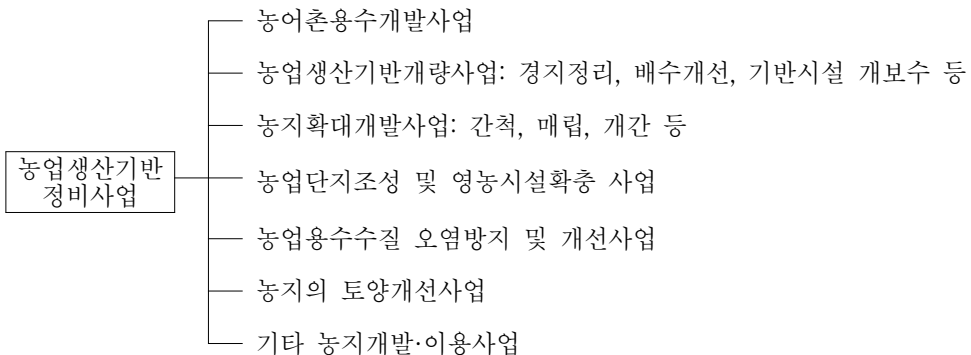 농어촌용수개발사업
농업생산기반개량사업: 경지정리, 배수개선, 기반시설 개보수 등
농지확대개발사업: 간척, 매립, 개간 등
농업생산기반
정비사업
농업단지조성 및 영농시설확충 사업
농업용수수질 오염방지 및 개선사업
농지의 토양개선사업
기타 농지개발·이용사업